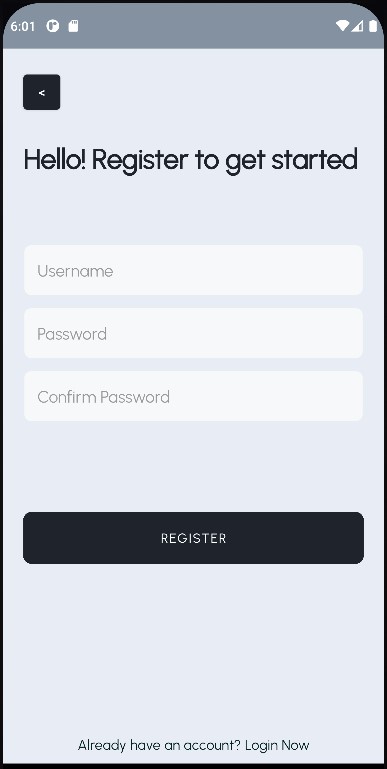 6:01
<
Hello! Register to get started
Username
Password
Confirm Password
REGISTER
Already have an account? Login Now